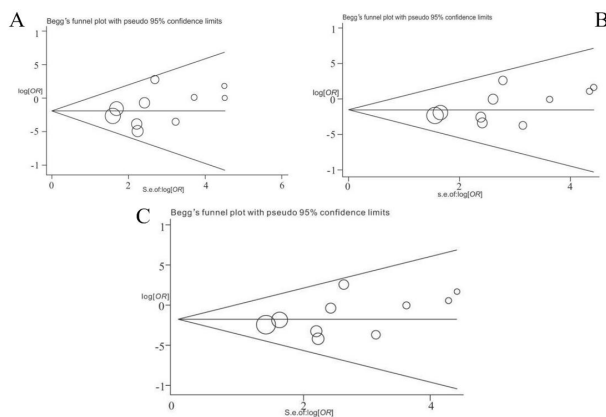 A
Begg's funnel plot with pseudo 95% confidence limits
1
5
0
-5
-1
log[OR]
0
2
4
6
S.e.of:log[OR]
B
Begg's funnel plot with pseudo 95% confidence limits
1
5
0
-5
-1
log[OR]
0
2
4
s.e.of:log[OR]
C
Begg's funnel plot with pseudo 95% confidence limits
1
5
log[OR]
0
-5
-1
0
2
4
S.e.of:log[OR]